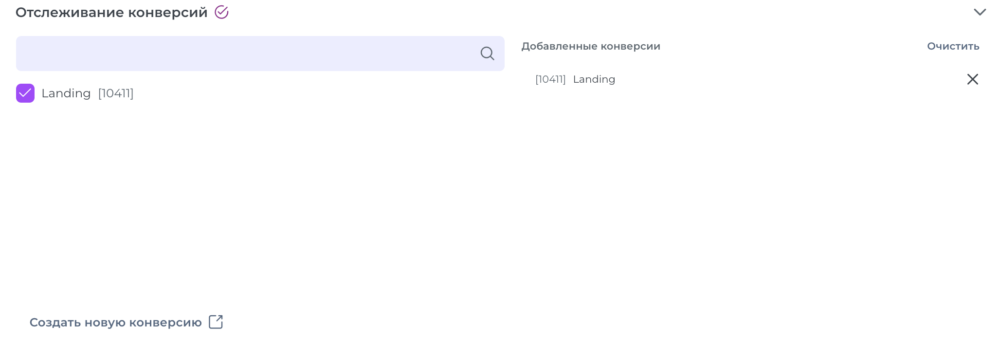 Отслеживание конверсий
Добавленные конверсии
Очистить
[10411] Landing
Landing [10411]
Создать новую конверсию